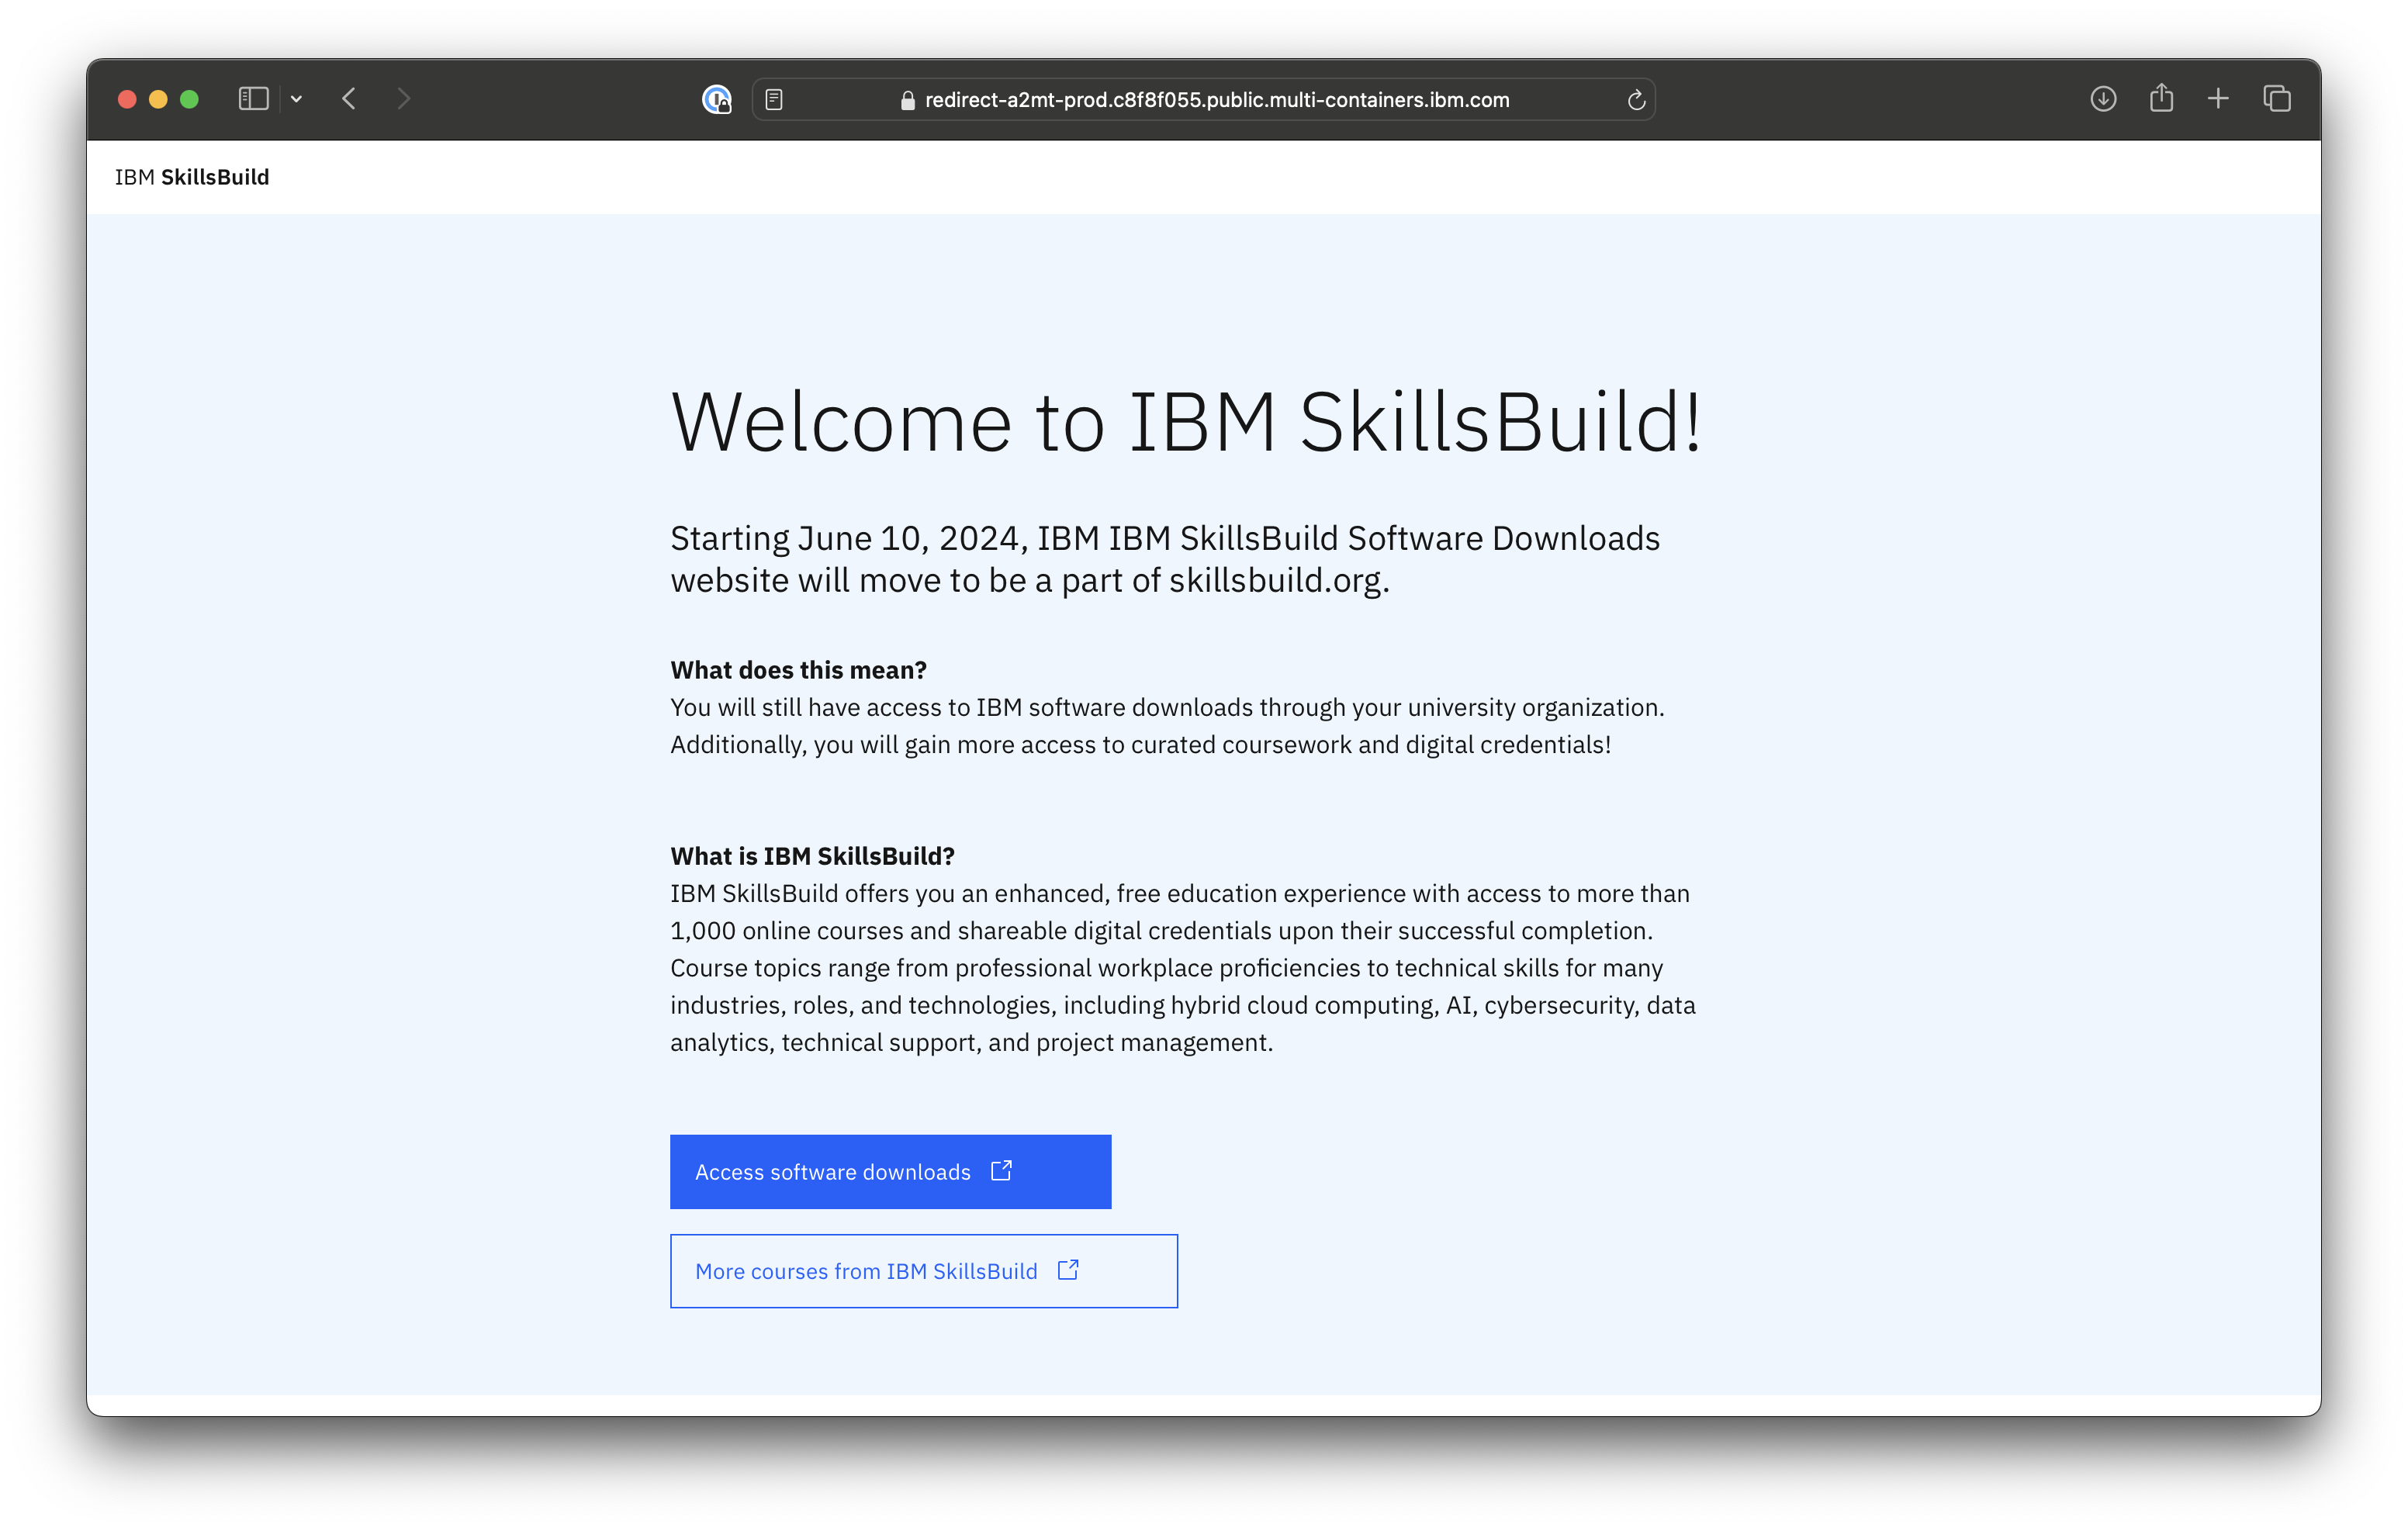 redirect-a2mt-prod.c8f8f055.public.multi-containers.ibm.com
IBM SkillsBuild
Welcome to IBM SkillsBuild!
Starting June 10, 2024, IBM IBM SkillsBuild Software Downloads
website will move to be a part of skillsbuild.org.
What does this mean?
You will still have access to IBM software downloads through your university organization.
Additionally, you will gain more access to curated coursework and digital credentials!
What is IBM SkillsBuild?
IBM SkillsBuild offers you an enhanced, free education experience with access to more than
1,000 online courses and shareable digital credentials upon their successful completion.
Course topics range from professional workplace proficiencies to technical skills for many
industries, roles, and technologies, including hybrid cloud computing, AI, cybersecurity, data
analytics, technical support, and project management.
Access software downloads
More courses from IBM SkillsBuild